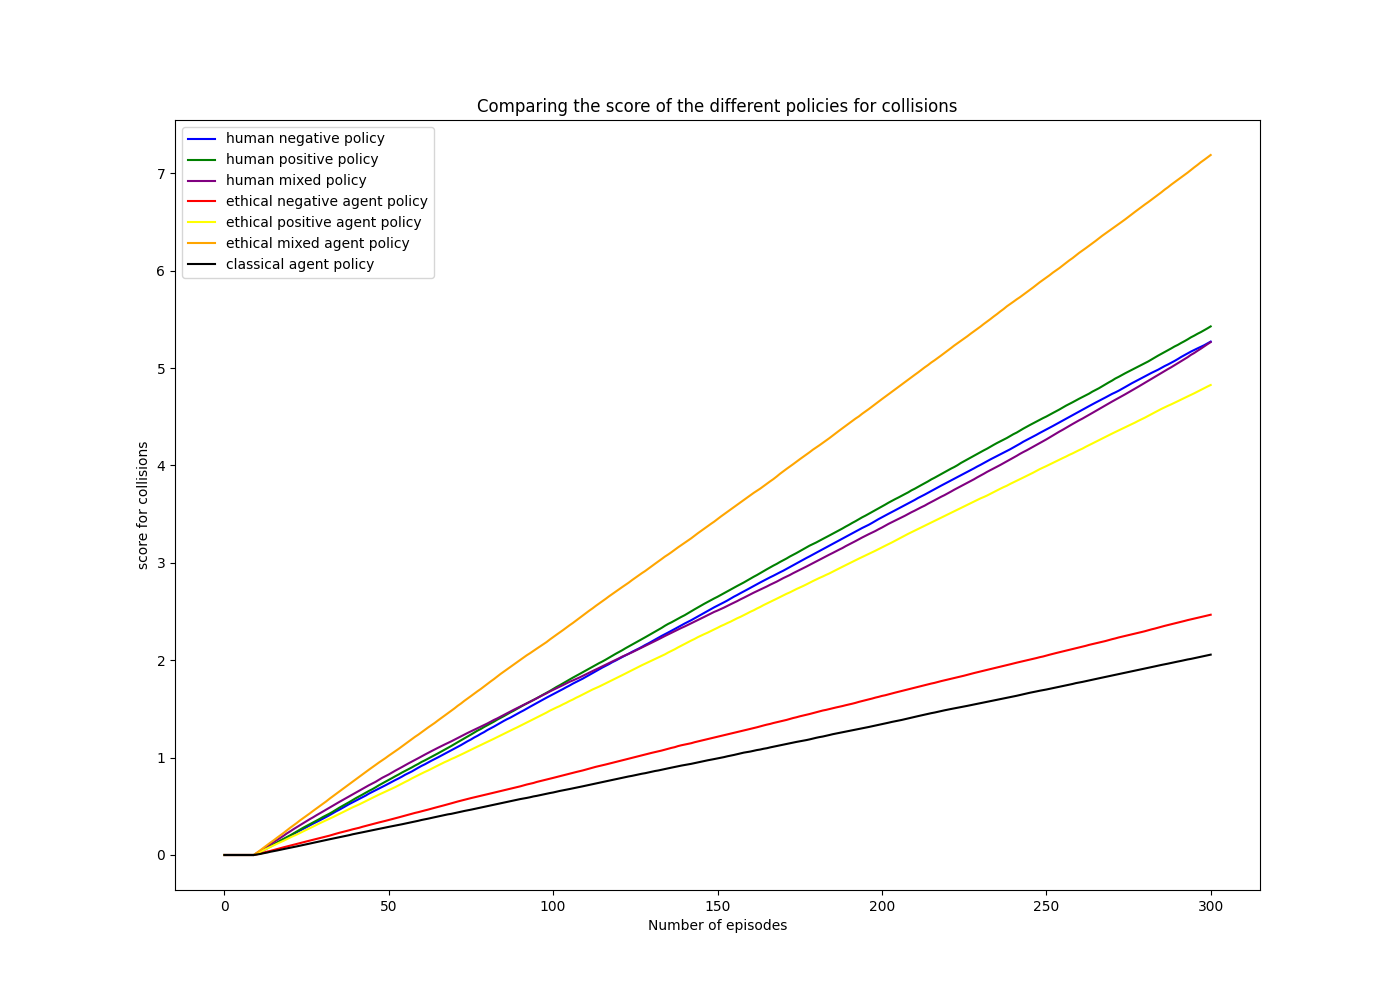 Comparing the score of the different policies for collisions
human negative policy
human positive policy
human mixed policy
ethical negative agent policy
ethical positive agent policy
ethical mixed agent policy
classical agent policy
score for collisions
7
6
5
4
3
2
1
0
0 50 100 150 200 250 300
Number of episodes